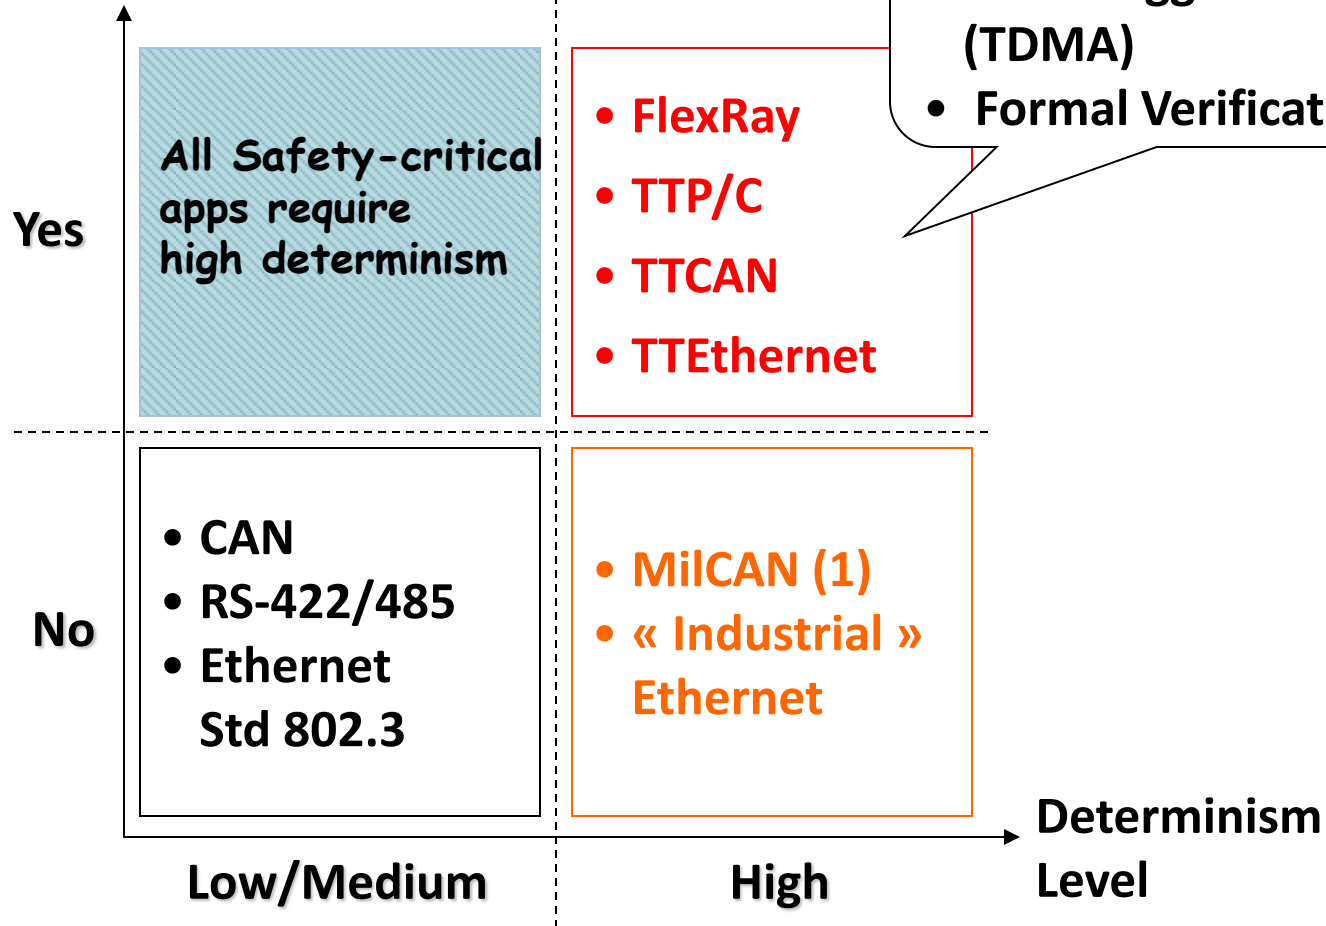 (TDMA)
• Formal Verificat
• FlexRay
• TTP/C
• TTCAN
• TTEthernet
All Safety-critical
apps require
high determinism
Yes
• CAN
• RS-422/485
• Ethernet
Std 802.3
• MilCAN (1)
• « Industrial »
Ethernet
No
Determinism
Level
Low/Medium
High